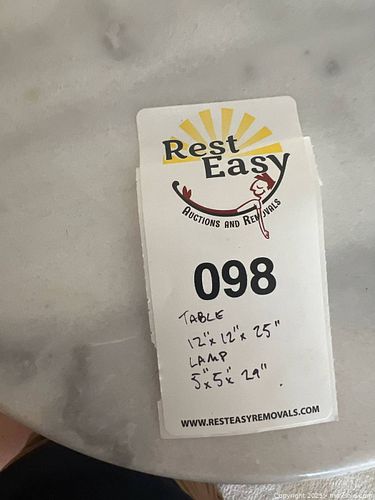 Rest
Easy
AUCTIONS AND REMOVALS
098
TABLE
12" x 12" x 25"
LAMP
5" x 5" x 29"
WWW.RESTEASYREMOVALS.COM